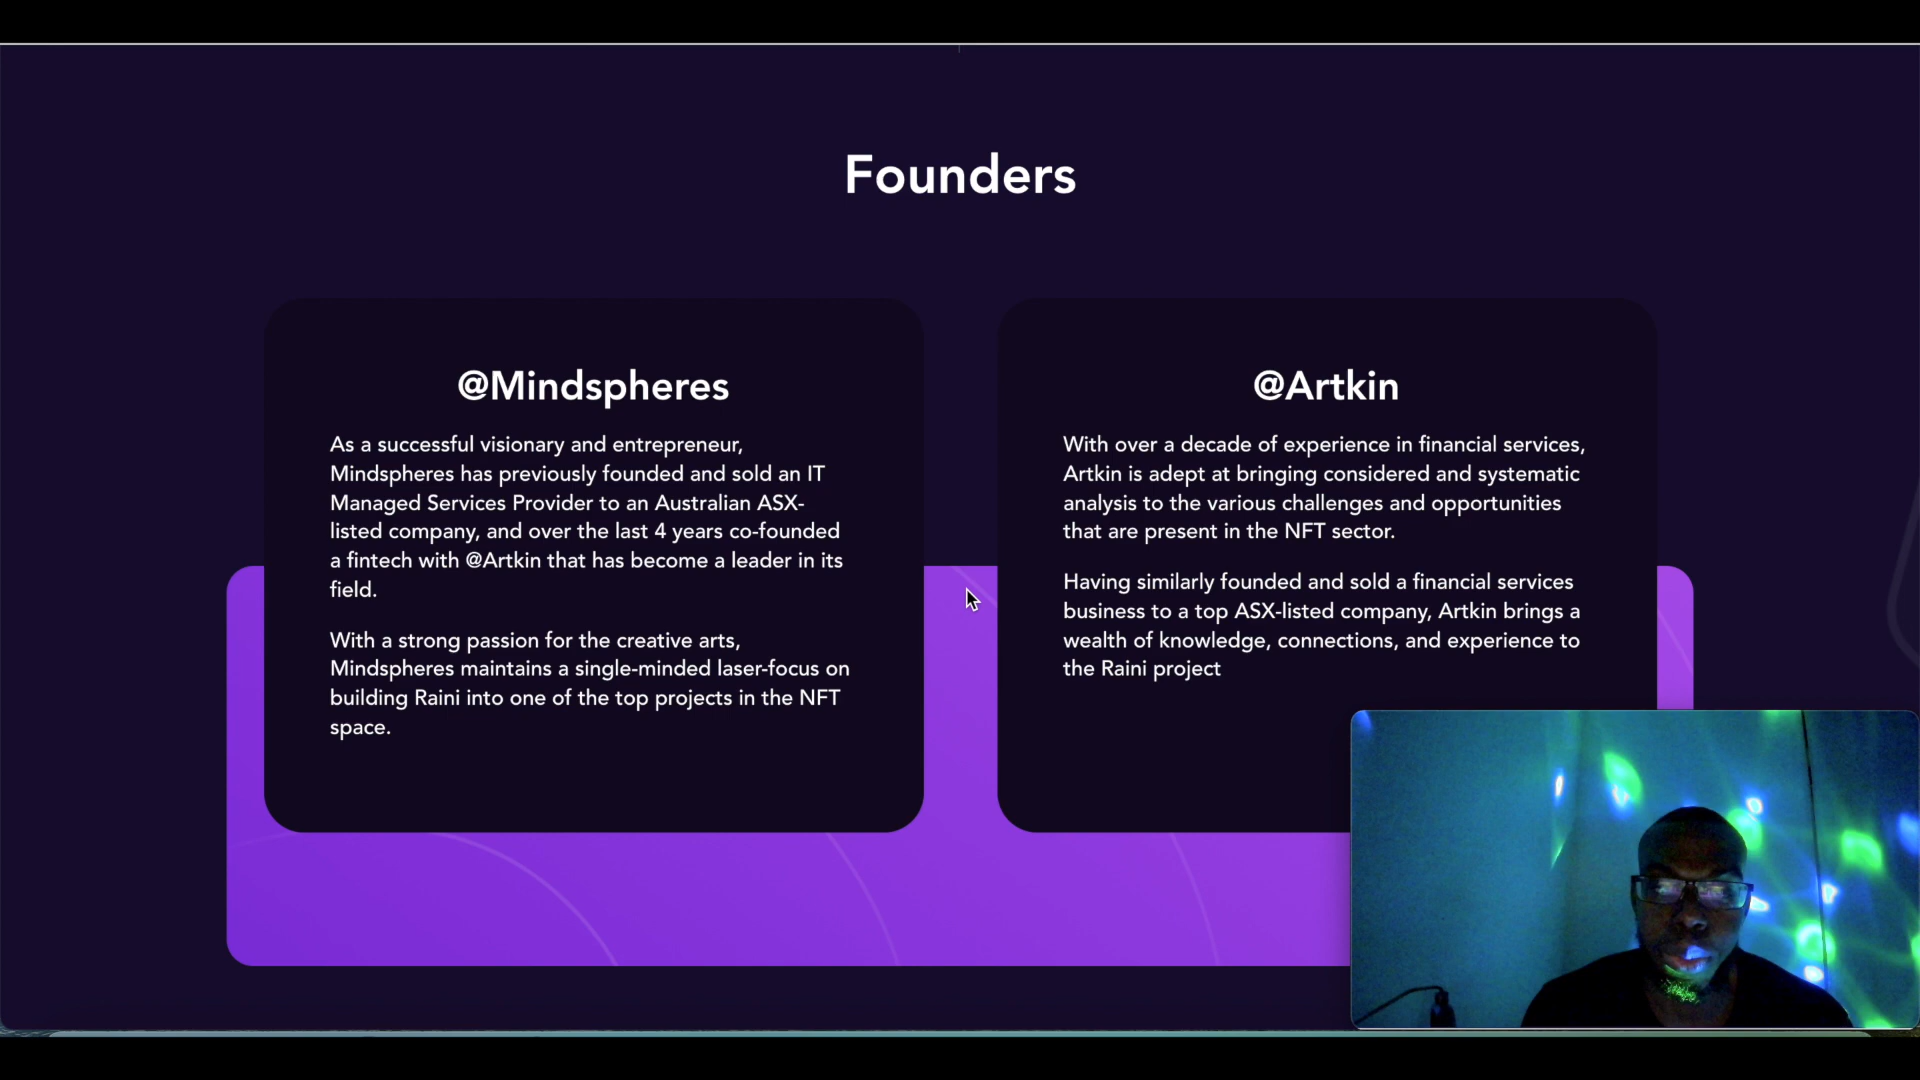 Founders
@Mindspheres
As a successful visionary and entrepreneur,
Mindspheres has previously founded and sold an IT
Managed Services Provider to an Australian ASX-
listed company, and over the last 4 years co-founded
a fintech with @Artkin that has become a leader in its
field.
With a strong passion for the creative arts,
Mindspheres maintains a single-minded laser-focus on
building Raini into one of the top projects in the NFT
space.
@Artkin
With over a decade of experience in financial services,
Artkin is adept at bringing considered and systematic
analysis to the various challenges and opportunities
that are present in the NFT sector.
Having similarly founded and sold a financial services
business to a top ASX-listed company, Artkin brings a
wealth of knowledge, connections, and experience to
the Raini project